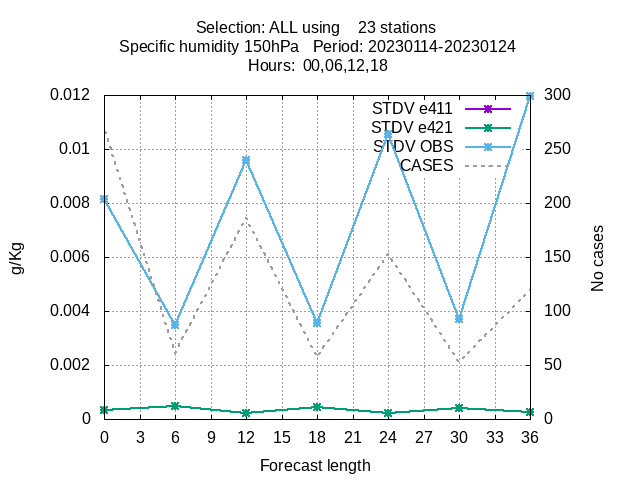 Selection: ALL using    23 stations
Specific humidity 150hPa   Period: 20230114-20230124
Hours:  00,06,12,18
STDV e411
STDV e421
STDV OBS
CASES
0.012
0.01
0.008
0.006
0.004
0.002
0
g/Kg
300
250
200
150
100
50
0
No cases
0 3 6 9 12 15 18 21 24 27 30 33 36
Forecast length